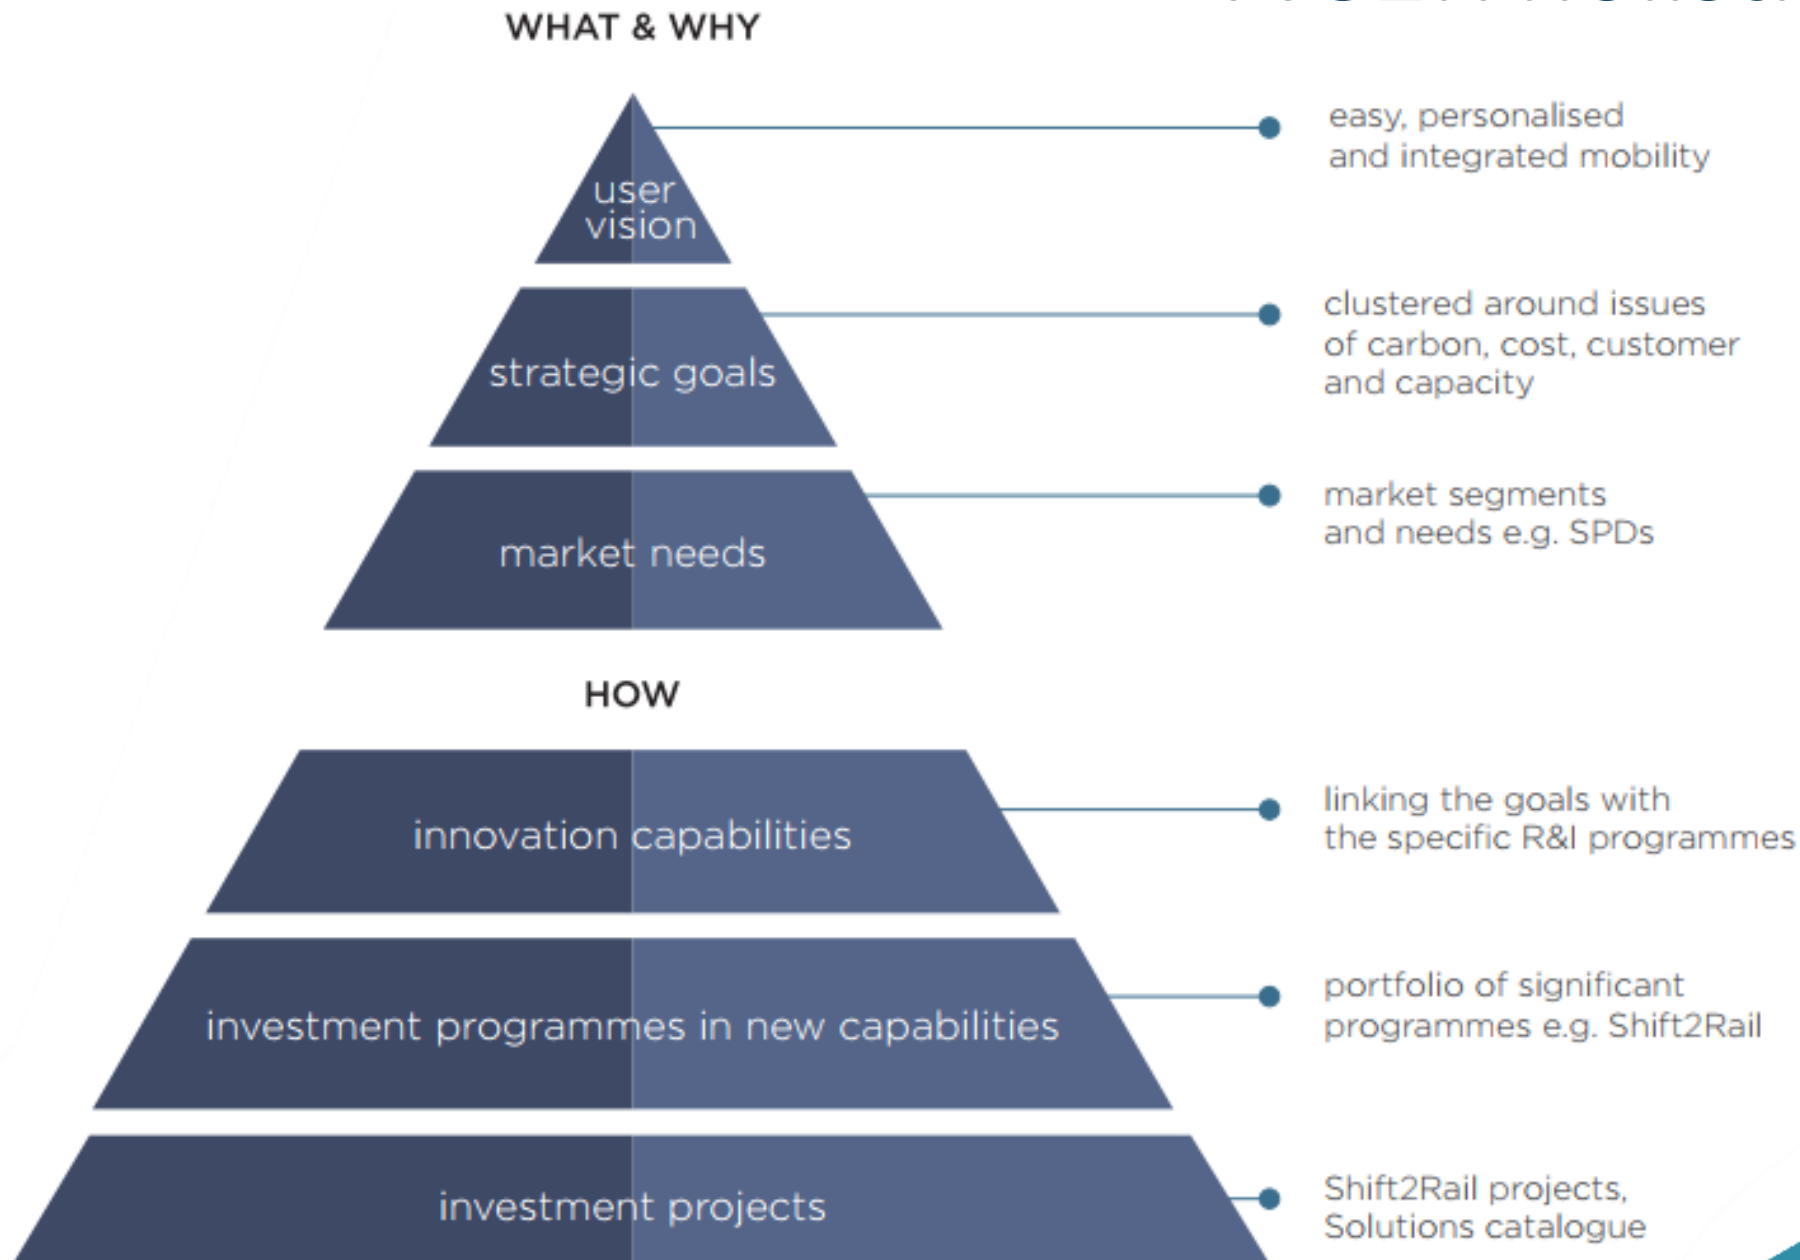 WHAT & WHY
easy, personalised
and integrated mobility
user
vision
clustered around issues
of carbon, cost, customer
and capacity
strategic goals
market segments
and needs e.g. SPDs
market needs
HOW
linking the goals with
the specific R&I programmes
innovation capabilities
portfolio of significant
programmes e.g. Shift2Rail
investment programmes in new capabilities
Shift2Rail projects,
Solutions catalogue
investment projects